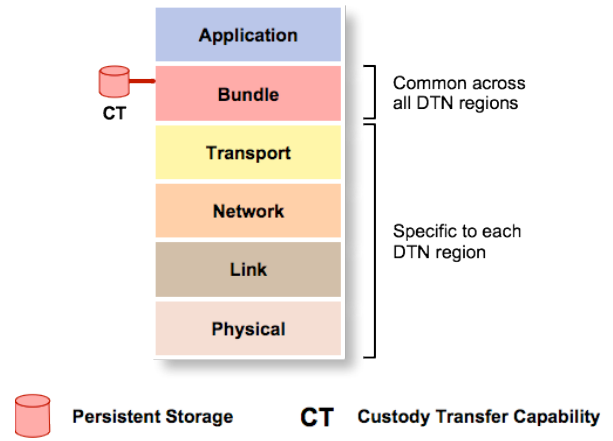 Application
Bundle
CT
Common across
all DTN regions
Transport
Network
Link
Physical
Specific to each
DTN region
Persistent Storage
CT Custody Transfer Capability